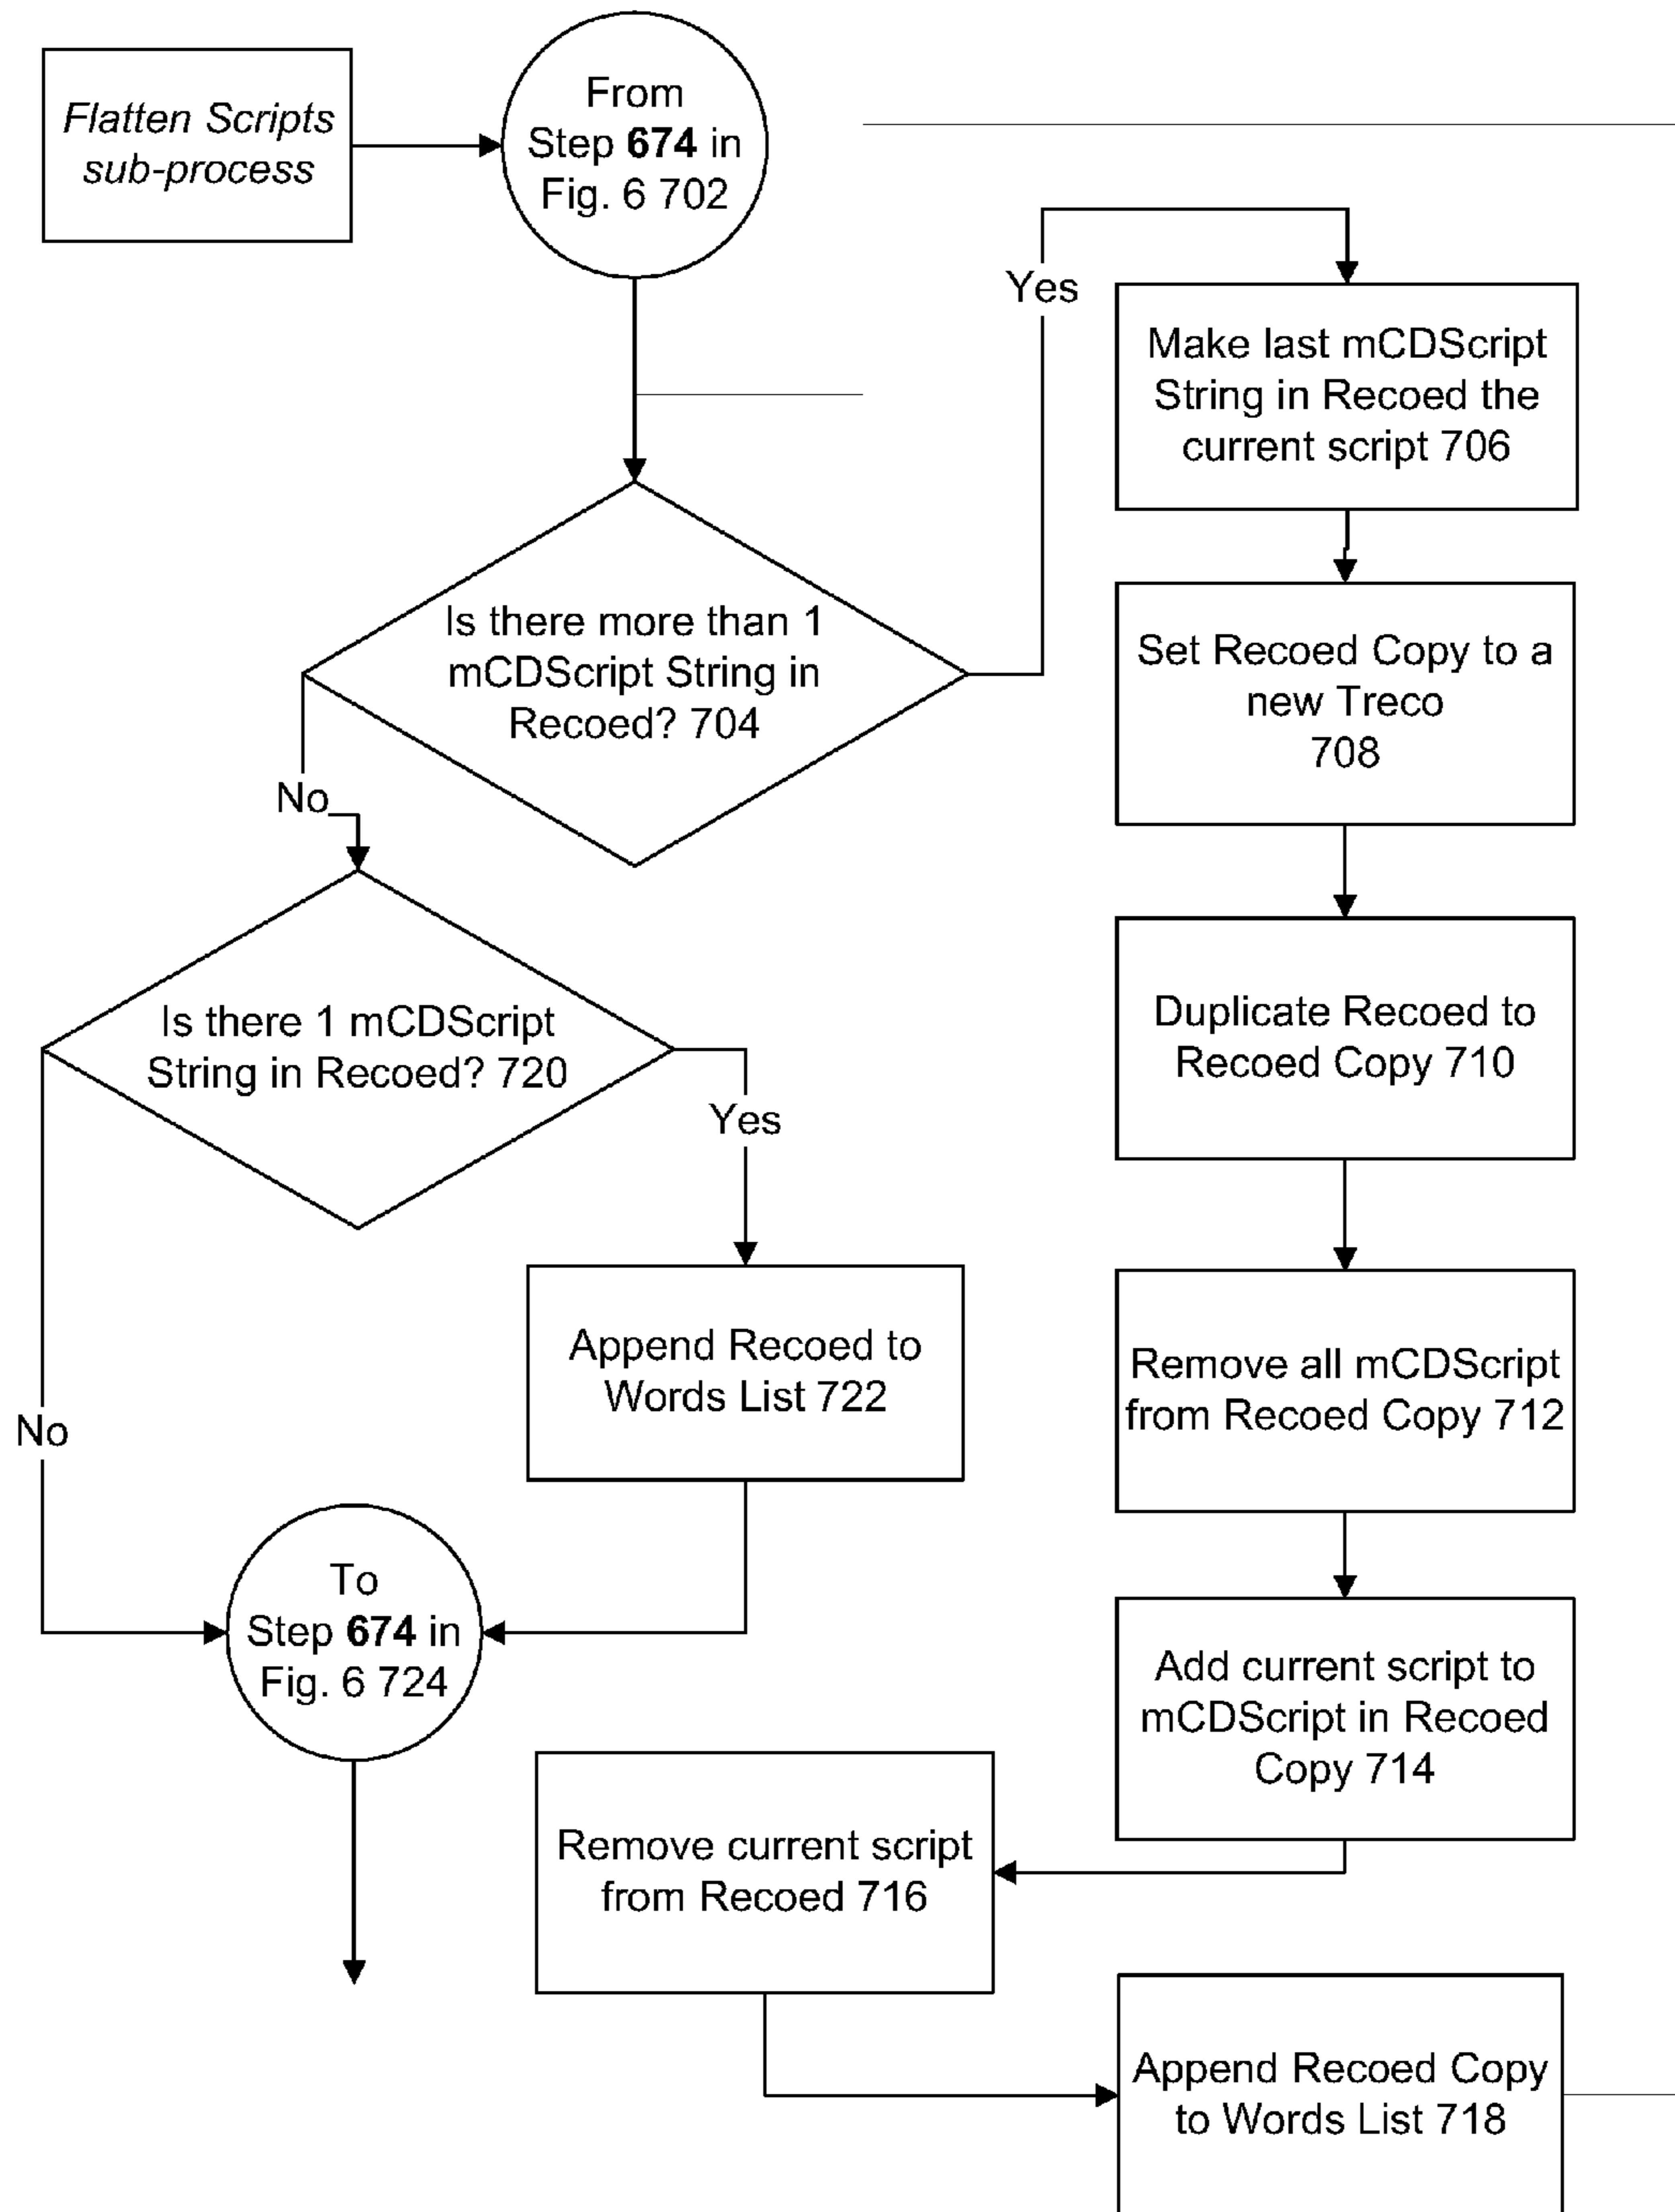 Flatten Scripts
sub-process
From
Step 674 in
Fig. 6 702
Yes
Make last mCDScript
String in Recoed the
current script 706
Is there more than 1
mCDScript String in
Recoed? 704
Set Recoed Copy to a
new Treco
708
No
Duplicate Recoed to
Recoed Copy 710
Is there 1 mCDScript
String in Recoed? 720
Yes
Append Recoed to
Words List 722
Remove all mCDScript
from Recoed Copy 712
No
To
Step 674 in
Fig. 6 724
Add current script to
mCDScript in Recoed
Copy 714
Remove current script
from Recoed 716
Append Recoed Copy
to Words List 718